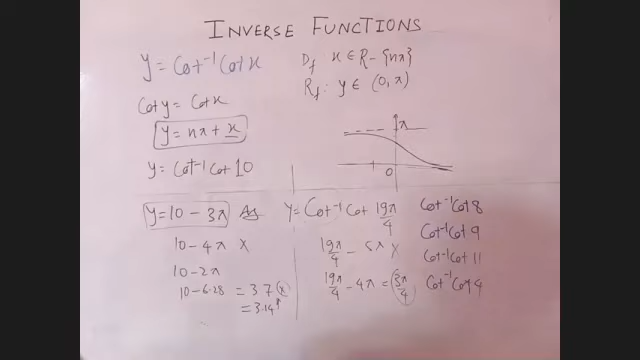 INVERSE FUNCTIONS
y = Cot⁻¹ Cot x
D_f x ∈ R - {nπ}
R_f: y ∈ (0, π)
Cot y = Cot x
y = nπ + x
y = Cot⁻¹ Cot 10
π
0
y = 10 - 3π Ans
10 - 4π X
10 - 2π
10 - 6.28 = 3.7 (x)
= 3.14
y = Cot⁻¹ Cot 19π/4
19π/4 - 5π X
19π/4 - 4π = 3π/4
Cot⁻¹ Cot 8
Cot⁻¹ Cot 9
Cot⁻¹ Cot 11
Cot⁻¹ Cot 4